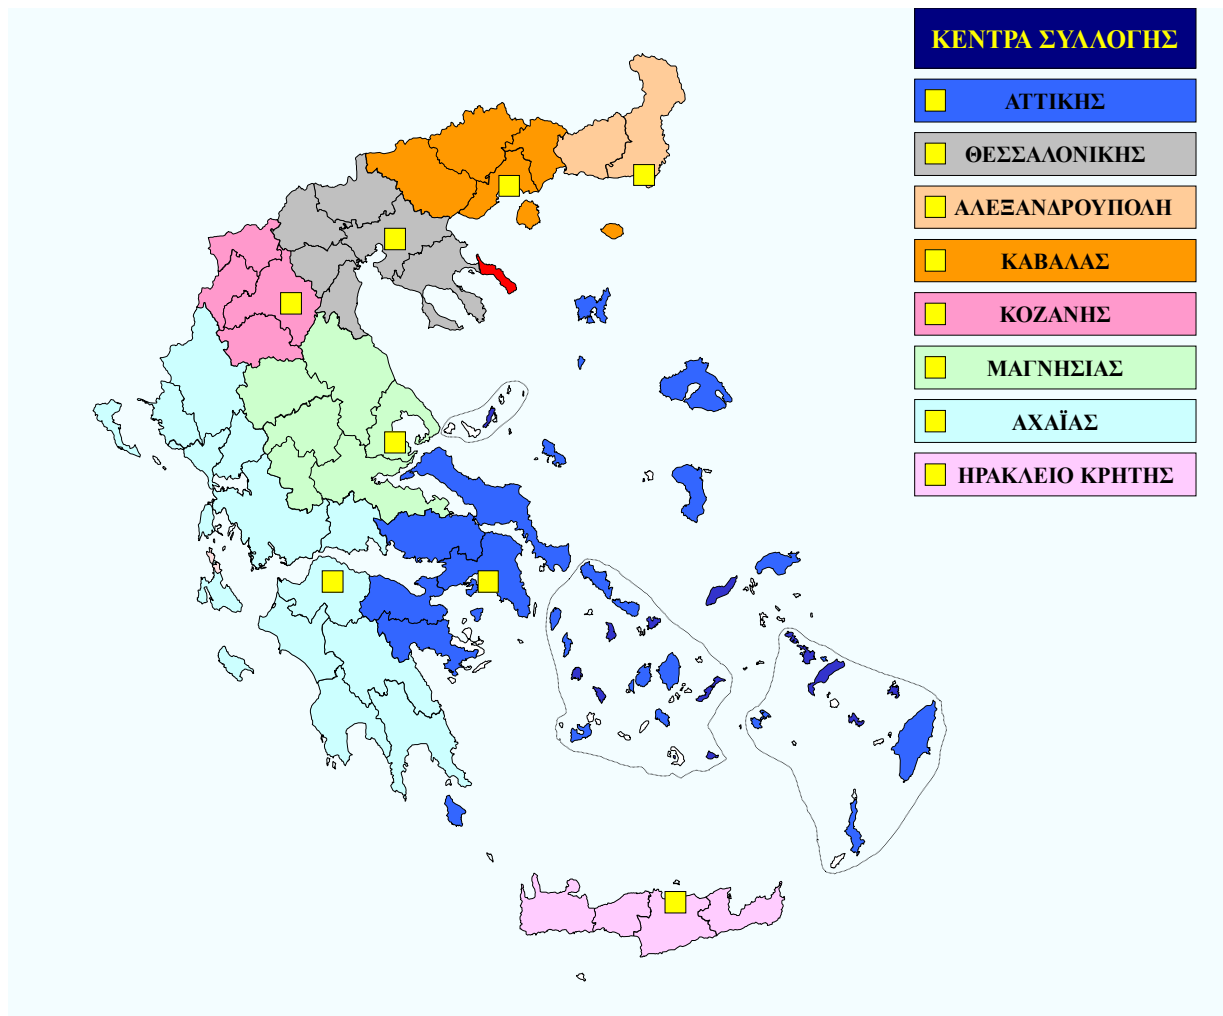 ΚΕΝΤΡΑ ΣΥΛΛΟΓΗΣ
ΑΤΤΙΚΗΣ
ΘΕΣΣΑΛΟΝΙΚΗΣ
ΑΛΕΞΑΝΔΡΟΥΠΟΛΗ
ΚΑΒΑΛΑΣ
ΚΟΖΑΝΗΣ
ΜΑΓΝΗΣΙΑΣ
ΑΧΑΪΑΣ
ΗΡΑΚΛΕΙΟ ΚΡΗΤΗΣ